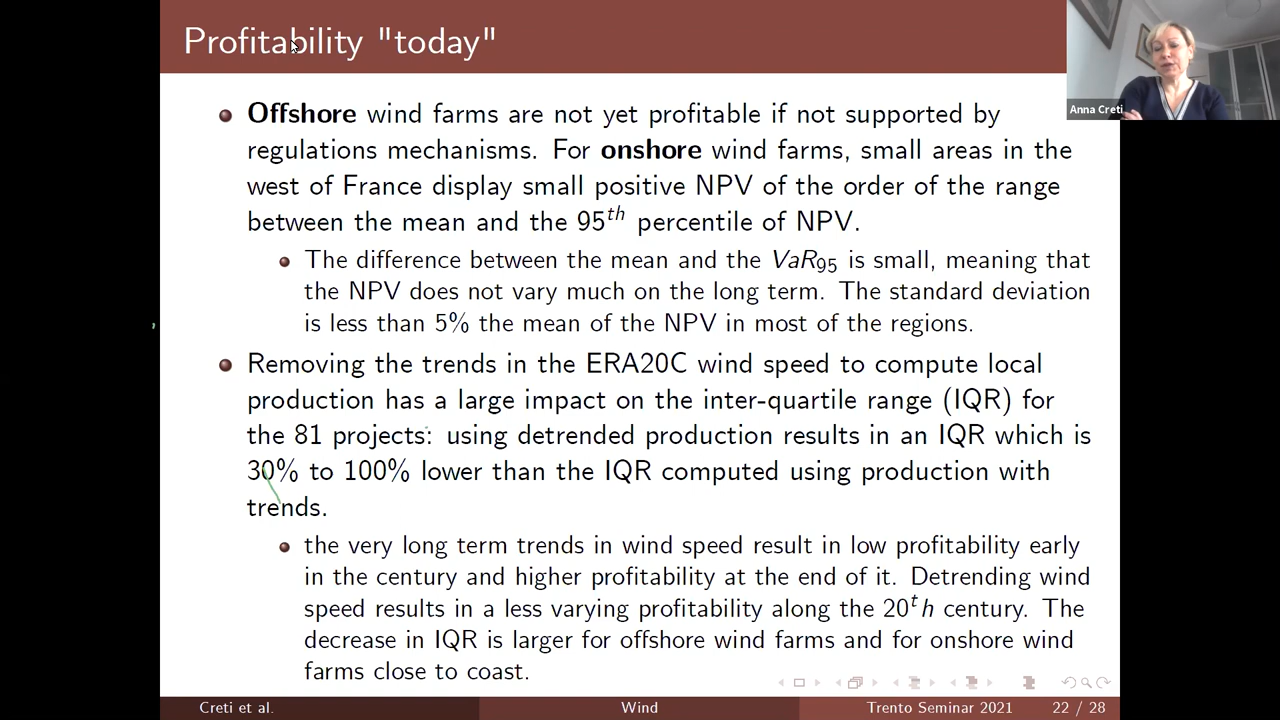 Profitability "today"
Anna Creti
Offshore wind farms are not yet profitable if not supported by
regulations mechanisms. For onshore wind farms, small areas in the
west of France display small positive NPV of the order of the range
between the mean and the 95th percentile of NPV.
The difference between the mean and the VaR95 is small, meaning that
the NPV does not vary much on the long term. The standard deviation
is less than 5% the mean of the NPV in most of the regions.
Removing the trends in the ERA20C wind speed to compute local
production has a large impact on the inter-quartile range (IQR) for
the 81 projects: using detrended production results in an IQR which is
30% to 100% lower than the IQR computed using production with
trends.
the very long term trends in wind speed result in low profitability early
in the century and higher profitability at the end of it. Detrending wind
speed results in a less varying profitability along the 20th century. The
decrease in IQR is larger for offshore wind farms and for onshore wind
farms close to coast.
Creti et al.
Wind
Trento Seminar 2021
22 / 28